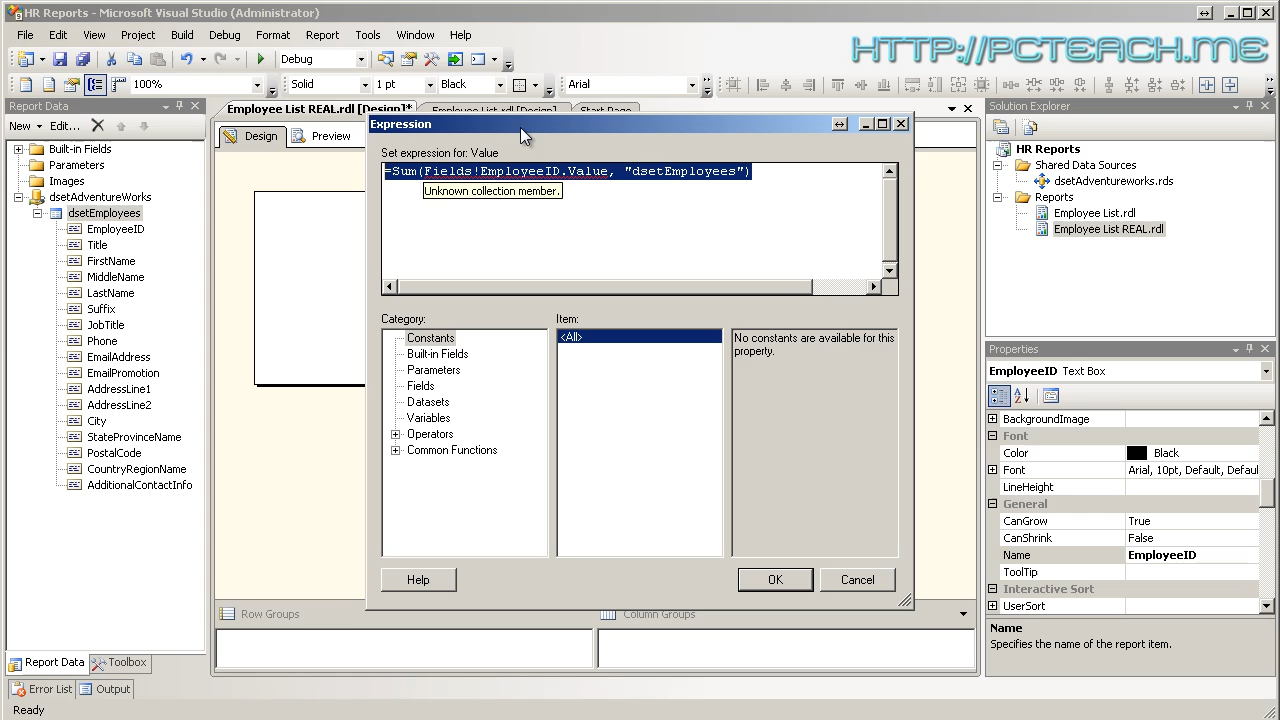 HR Reports - Microsoft Visual Studio (Administrator)
File Edit View Project Build Debug Format Report Tools Window Help
Debug
HTTP://PCTEACH.ME
100%
Solid
1 pt
Black
Arial
Report Data
New Edit...
Built-in Fields
Parameters
Images
dsetAdventureWorks
dsetEmployees
EmployeeID
Title
FirstName
MiddleName
LastName
Suffix
JobTitle
Phone
EmailAddress
EmailPromotion
AddressLine1
AddressLine2
City
StateProvinceName
PostalCode
CountryRegionName
AdditionalContactInfo
Report Data Toolbox
Error List Output
Ready
Employee List REAL.rdl [Design]* Employee List.rdl [Design] Start Page
Design Preview
Expression
Set expression for: Value
=Sum(Fields!EmployeeID.Value, "dsetEmployees")
Unknown collection member.
Category:
Constants
Built-in Fields
Parameters
Fields
Datasets
Variables
Operators
Common Functions
Item:
<All>
No constants are available for this
property.
Help OK Cancel
Row Groups Column Groups
Solution Explorer
HR Reports
Shared Data Sources
dsetAdventureworks.rds
Reports
Employee List.rdl
Employee List REAL.rdl
Properties
EmployeeID Text Box
BackgroundImage
Font
Color Black
Font Arial, 10pt, Default, Defaul
LineHeight
General
CanGrow True
CanShrink False
Name EmployeeID
ToolTip
Interactive Sort
UserSort
Name
Specifies the name of the report item.